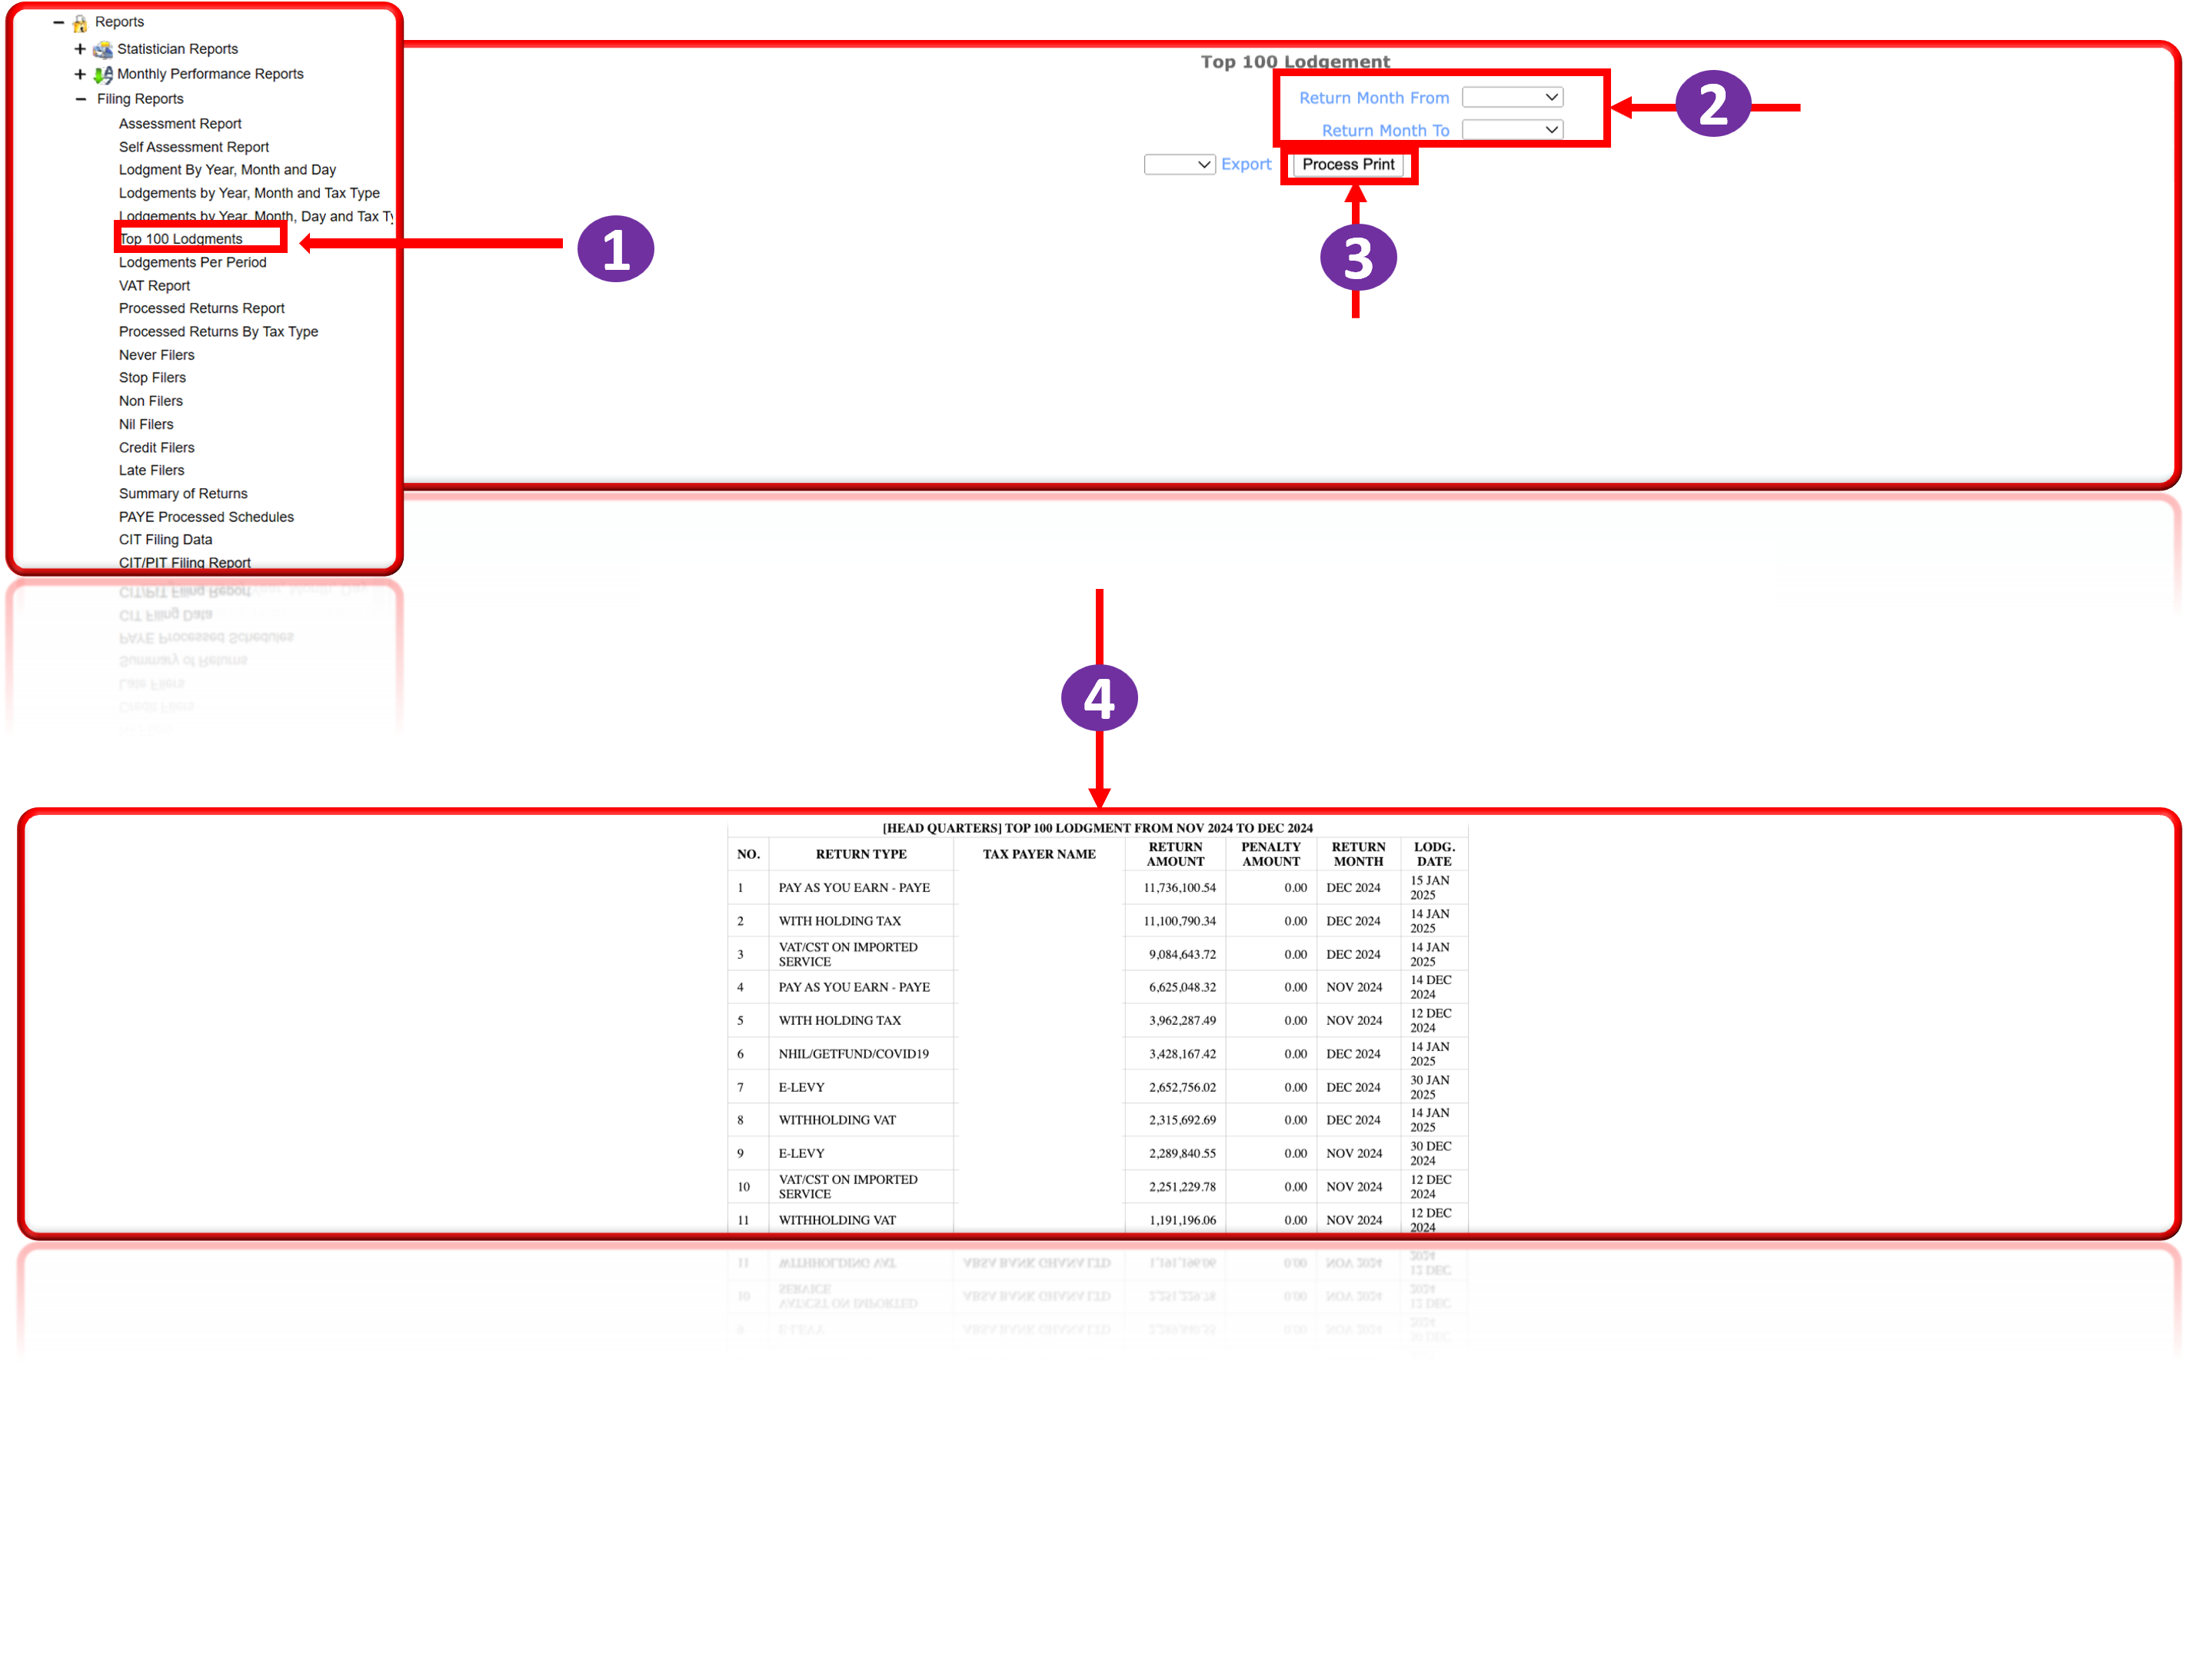 Reports
Statistician Reports
Monthly Performance Reports
Filing Reports
Assessment Report
Self Assessment Report
Lodgment By Year, Month and Day
Lodgements by Year, Month and Tax Type
Lodgements by Year, Month, Day and Tax Ty
Top 100 Lodgments
Lodgements Per Period
VAT Report
Processed Returns Report
Processed Returns By Tax Type
Never Filers
Stop Filers
Non Filers
Nil Filers
Credit Filers
Late Filers
Summary of Returns
PAYE Processed Schedules
CIT Filing Data
CIT/PIT Filing Report
1
Top 100 Lodgement
Return Month From
Return Month To
Export Process Print
2
3
4
[HEAD QUARTERS] TOP 100 LODGMENT FROM NOV 2024 TO DEC 2024
NO. RETURN TYPE TAX PAYER NAME RETURN AMOUNT PENALTY AMOUNT RETURN MONTH LODG. DATE
1 PAY AS YOU EARN - PAYE 11,736,100.54 0.00 DEC 2024 15 JAN 2025
2 WITH HOLDING TAX 11,100,790.34 0.00 DEC 2024 14 JAN 2025
3 VAT/CST ON IMPORTED SERVICE 9,084,643.72 0.00 DEC 2024 14 JAN 2025
4 PAY AS YOU EARN - PAYE 6,625,048.32 0.00 NOV 2024 14 DEC 2024
5 WITH HOLDING TAX 3,962,287.49 0.00 NOV 2024 12 DEC 2024
6 NHIL/GETFUND/COVID19 3,428,167.42 0.00 DEC 2024 14 JAN 2025
7 E-LEVY 2,652,756.02 0.00 DEC 2024 30 JAN 2025
8 WITHHOLDING VAT 2,315,692.69 0.00 DEC 2024 14 JAN 2025
9 E-LEVY 2,289,840.55 0.00 NOV 2024 30 DEC 2024
10 VAT/CST ON IMPORTED SERVICE 2,251,229.78 0.00 NOV 2024 12 DEC 2024
11 WITHHOLDING VAT 1,191,196.06 0.00 NOV 2024 12 DEC 2024